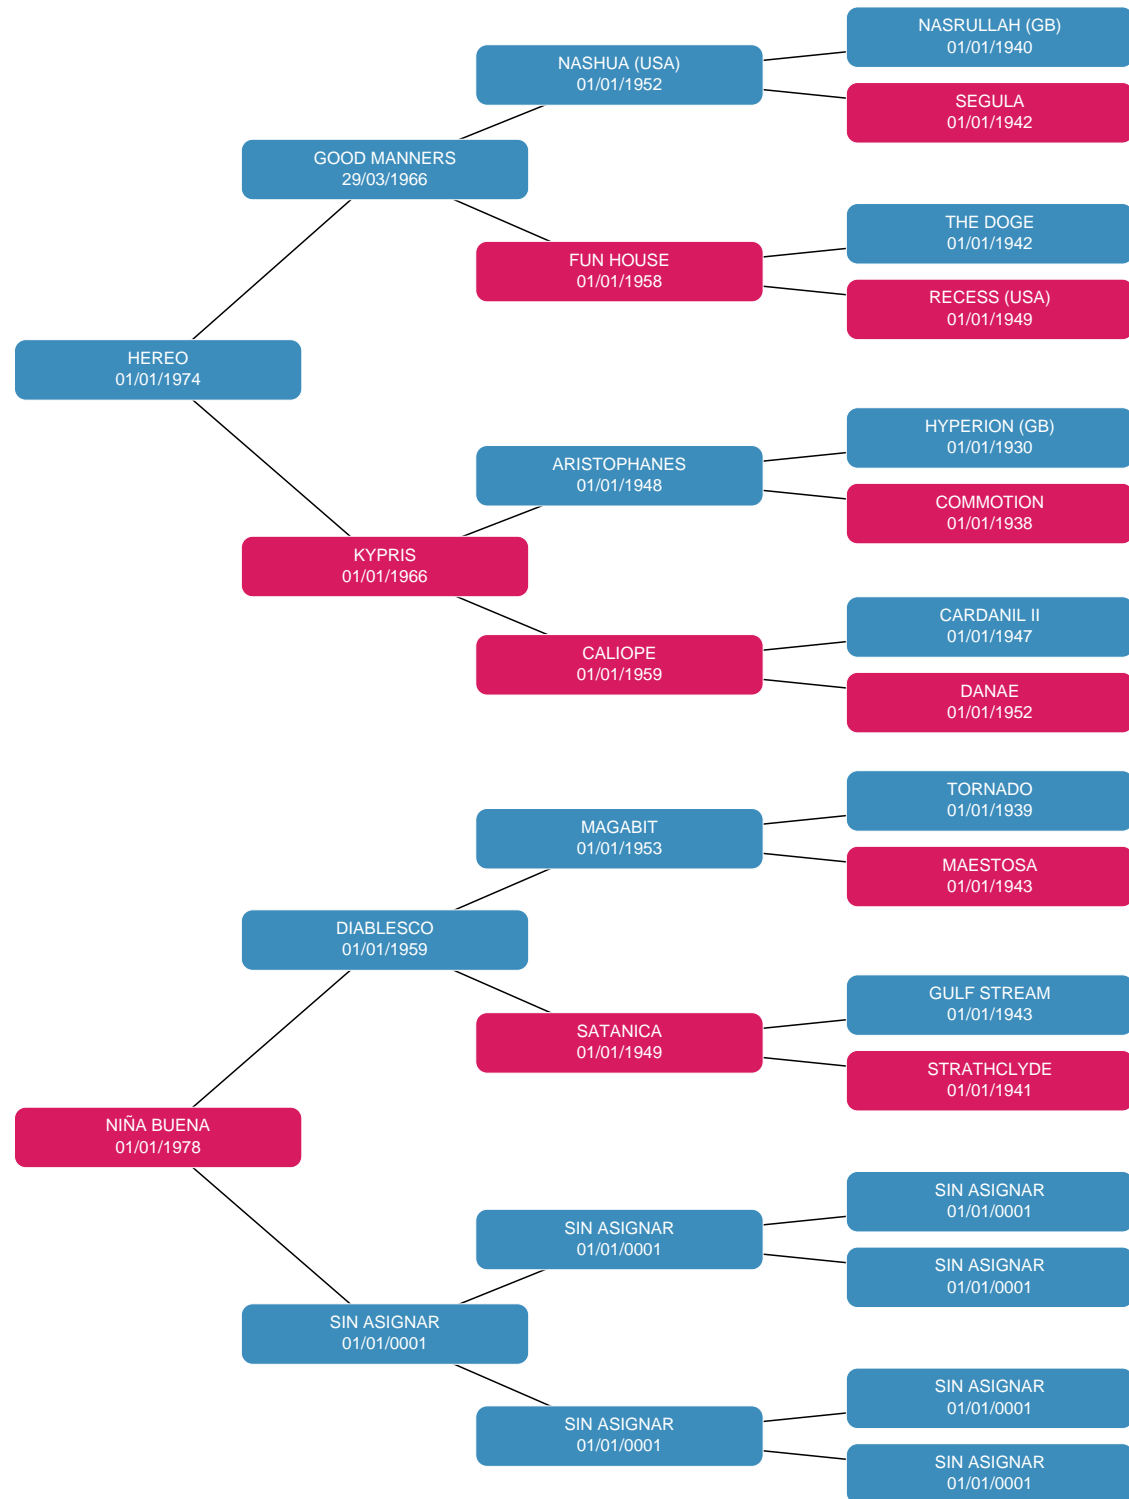 NASRULLAH (GB)
01/01/1940
NASHUA (USA)
01/01/1952
SEGULA
01/01/1942
GOOD MANNERS
29/03/1966
THE DOGE
01/01/1942
FUN HOUSE
01/01/1958
RECESS (USA)
01/01/1949
HEREO
01/01/1974
HYPERION (GB)
01/01/1930
ARISTOPHANES
01/01/1948
COMMOTION
01/01/1938
KYPRIS
01/01/1966
CARDANIL II
01/01/1947
CALIOPE
01/01/1959
DANAE
01/01/1952
TORNADO
01/01/1939
MAGABIT
01/01/1953
MAESTOSA
01/01/1943
DIABLESCO
01/01/1959
GULF STREAM
01/01/1943
SATANICA
01/01/1949
STRATHCLYDE
01/01/1941
NIÑA BUENA
01/01/1978
SIN ASIGNAR
01/01/0001
SIN ASIGNAR
01/01/0001
SIN ASIGNAR
01/01/0001
SIN ASIGNAR
01/01/0001
SIN ASIGNAR
01/01/0001
SIN ASIGNAR
01/01/0001
SIN ASIGNAR
01/01/0001